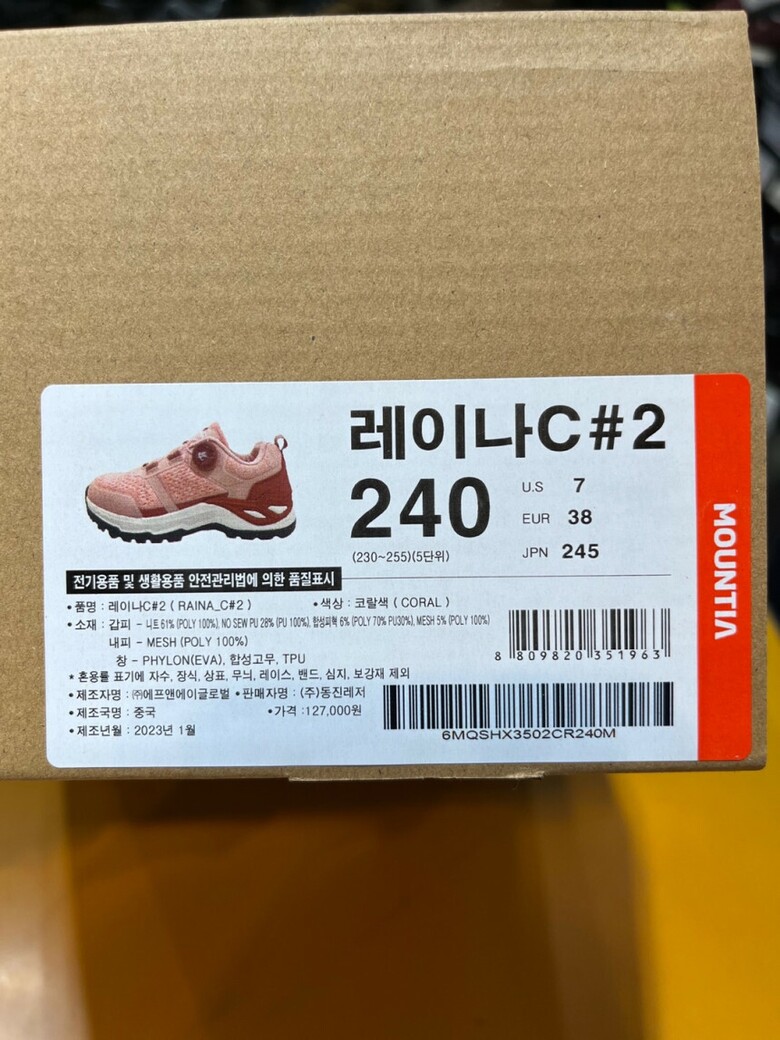 레이나C#2
240
U.S 7
EUR 38
JPN 245
(230~255)(5단위)
MOUNTIA
전기용품 및 생활용품 안전관리법에 의한 품질표시
• 품명 : 레이나C#2 ( RAINA_C#2 ) • 색상 : 코랄색 ( CORAL )
• 소재 : 갑피 - 니트 61% (POLY 100%), NO SEW PU 28% (PU 100%), 합성피혁 6% (POLY 70% PU30%), MESH 5% (POLY 100%)
내피 - MESH (POLY 100%)
창 - PHYLON(EVA), 합성고무, TPU
* 혼용률 표기에 자수, 장식, 상표, 무늬, 레이스, 밴드, 심지, 보강재 제외
• 제조자명 : ㈜에프앤에이글로벌 • 판매자명 : (주)동진레저
• 제조국명 : 중국 • 가격 : 127,000원
• 제조년월 : 2023년 1월
8 809820 351963
6MQSHX3502CR240M